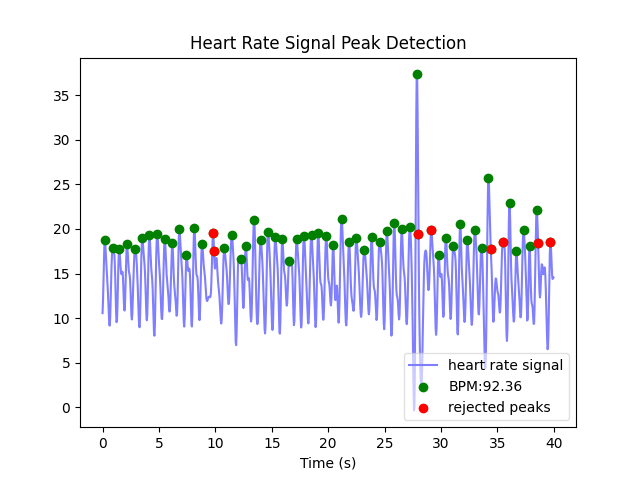 Heart Rate Signal Peak Detection
35
30
25
20
15
10
5
0
0 5 10 15 20 25 30 35 40
Time (s)
heart rate signal
BPM:92.36
rejected peaks